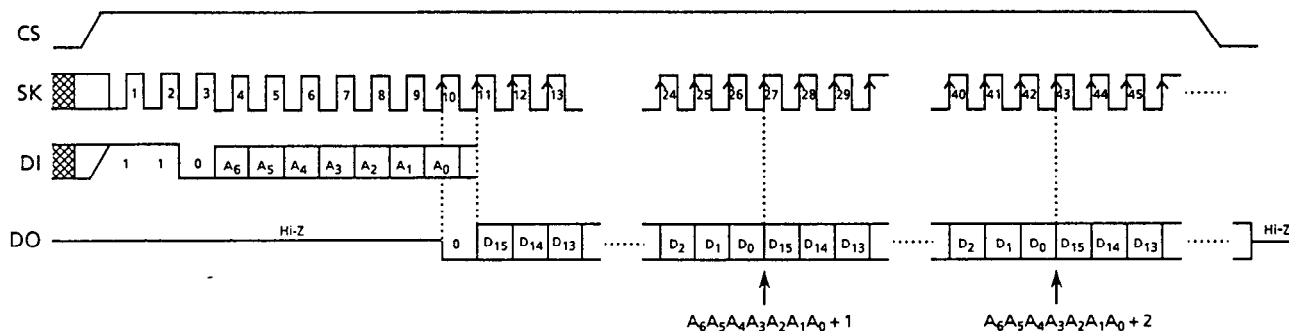 CS
SK 1 2 3 4 5 6 7 8 9 10 11 12 13 24 25 26 27 28 29 40 41 42 43 44 45
DI 1 1 0 A₆ A₅ A₄ A₃ A₂ A₁ A₀
DO Hi-Z 0 D₁₅ D₁₄ D₁₃ D₂ D₁ D₀ D₁₅ D₁₄ D₁₃ D₂ D₁ D₀ D₁₅ D₁₄ D₁₃ Hi-Z
A₆A₅A₄A₃A₂A₁A₀ + 1 A₆A₅A₄A₃A₂A₁A₀ + 2